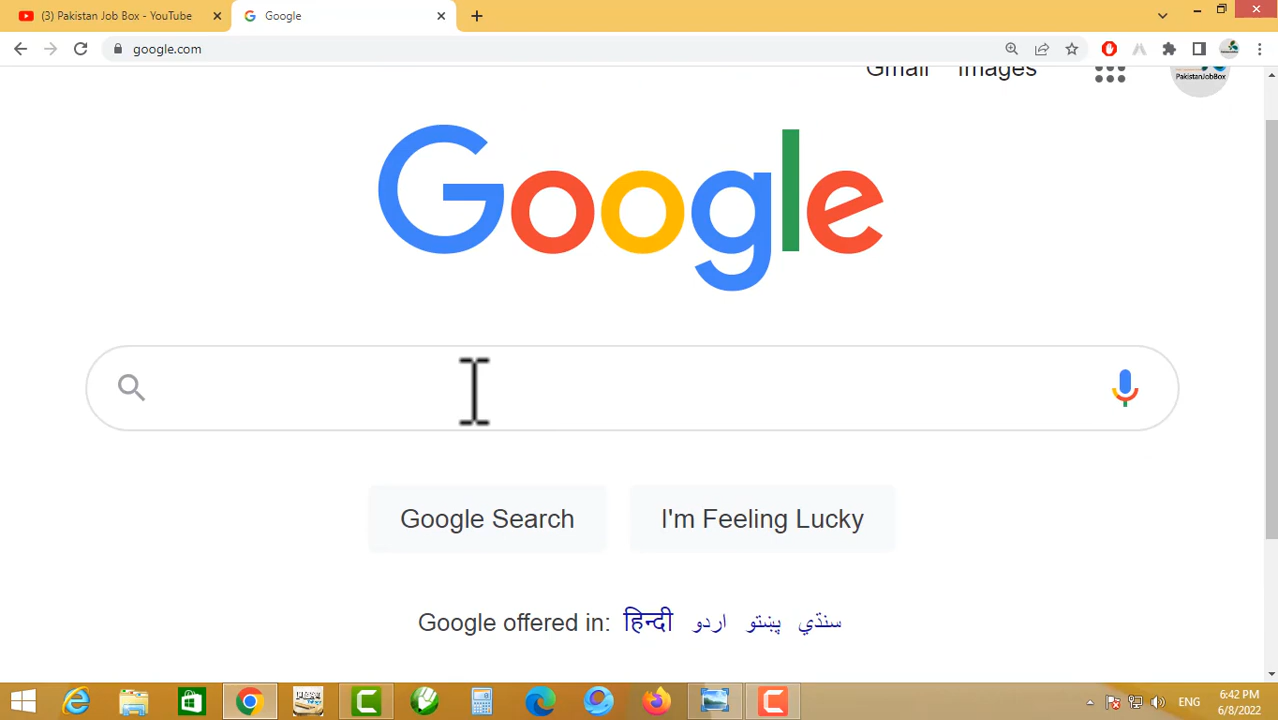 (3) Pakistan Job Box - YouTube
Google
google.com
Gmail Images
PakistanJobBox
Google
Google Search
I'm Feeling Lucky
Google offered in: हिन्दी اردو پښتو سنڌي
ENG
6:42 PM
6/8/2022